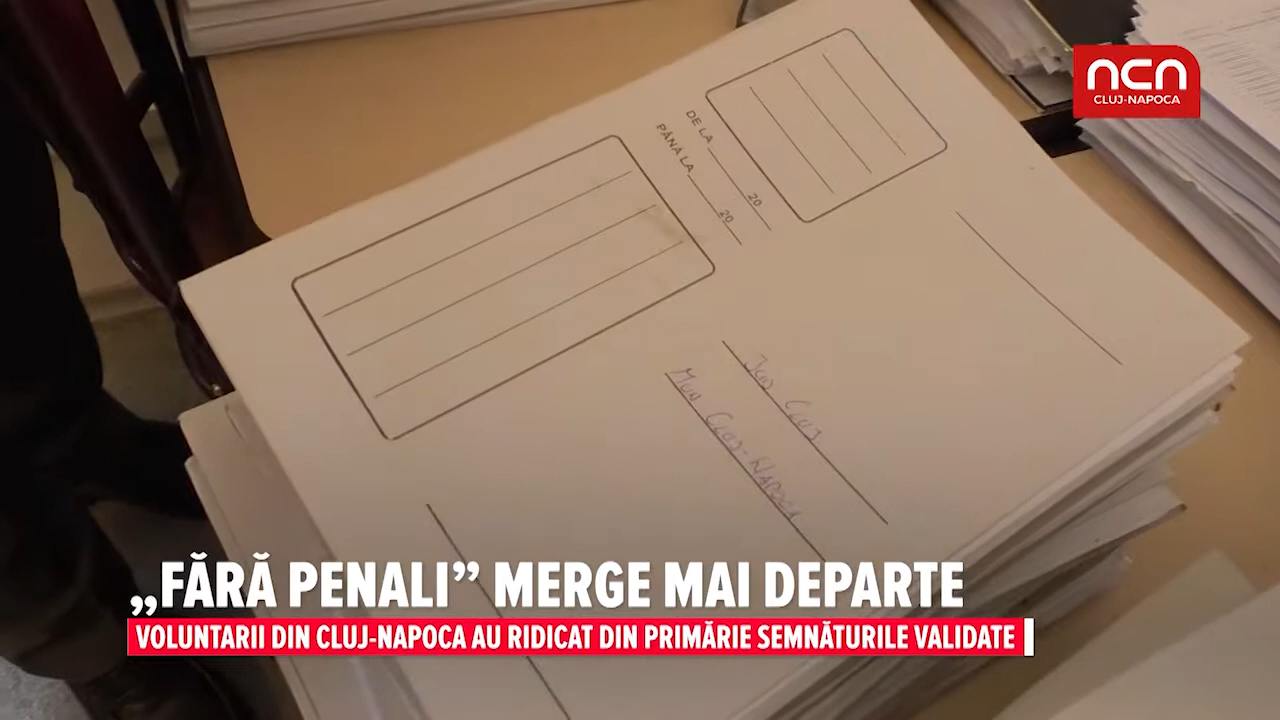 ncn
CLUJ-NAPOCA
DE LA
20
PÂNA LA
20
Jud Cluj
Mun Cluj-Napoca
„FĂRĂ PENALI” MERGE MAI DEPARTE
VOLUNTARII DIN CLUJ-NAPOCA AU RIDICAT DIN PRIMĂRIE SEMNĂTURILE VALIDATE